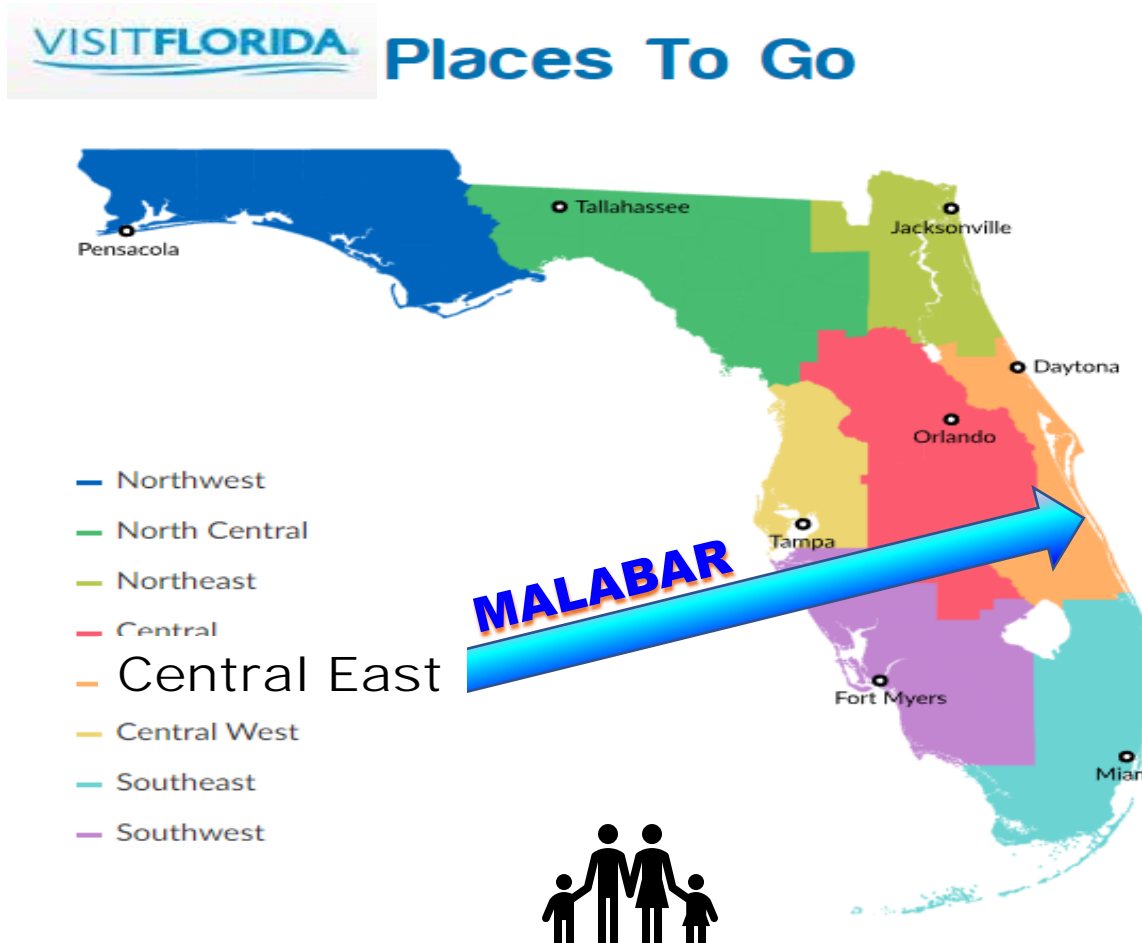 VISITFLORIDA. Places To Go
Tallahassee
Jacksonville
Pensacola
Daytona
Orlando
Northwest
North Central
Northeast
Central
Central East
Central West
Southeast
Southwest
MALABAR
Tampa
Fort Myers
Miam